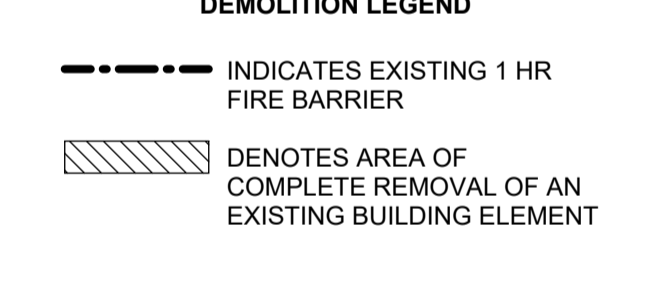 DEMOLITION LEGEND
INDICATES EXISTING 1 HR
FIRE BARRIER
DENOTES AREA OF
COMPLETE REMOVAL OF AN
EXISTING BUILDING ELEMENT